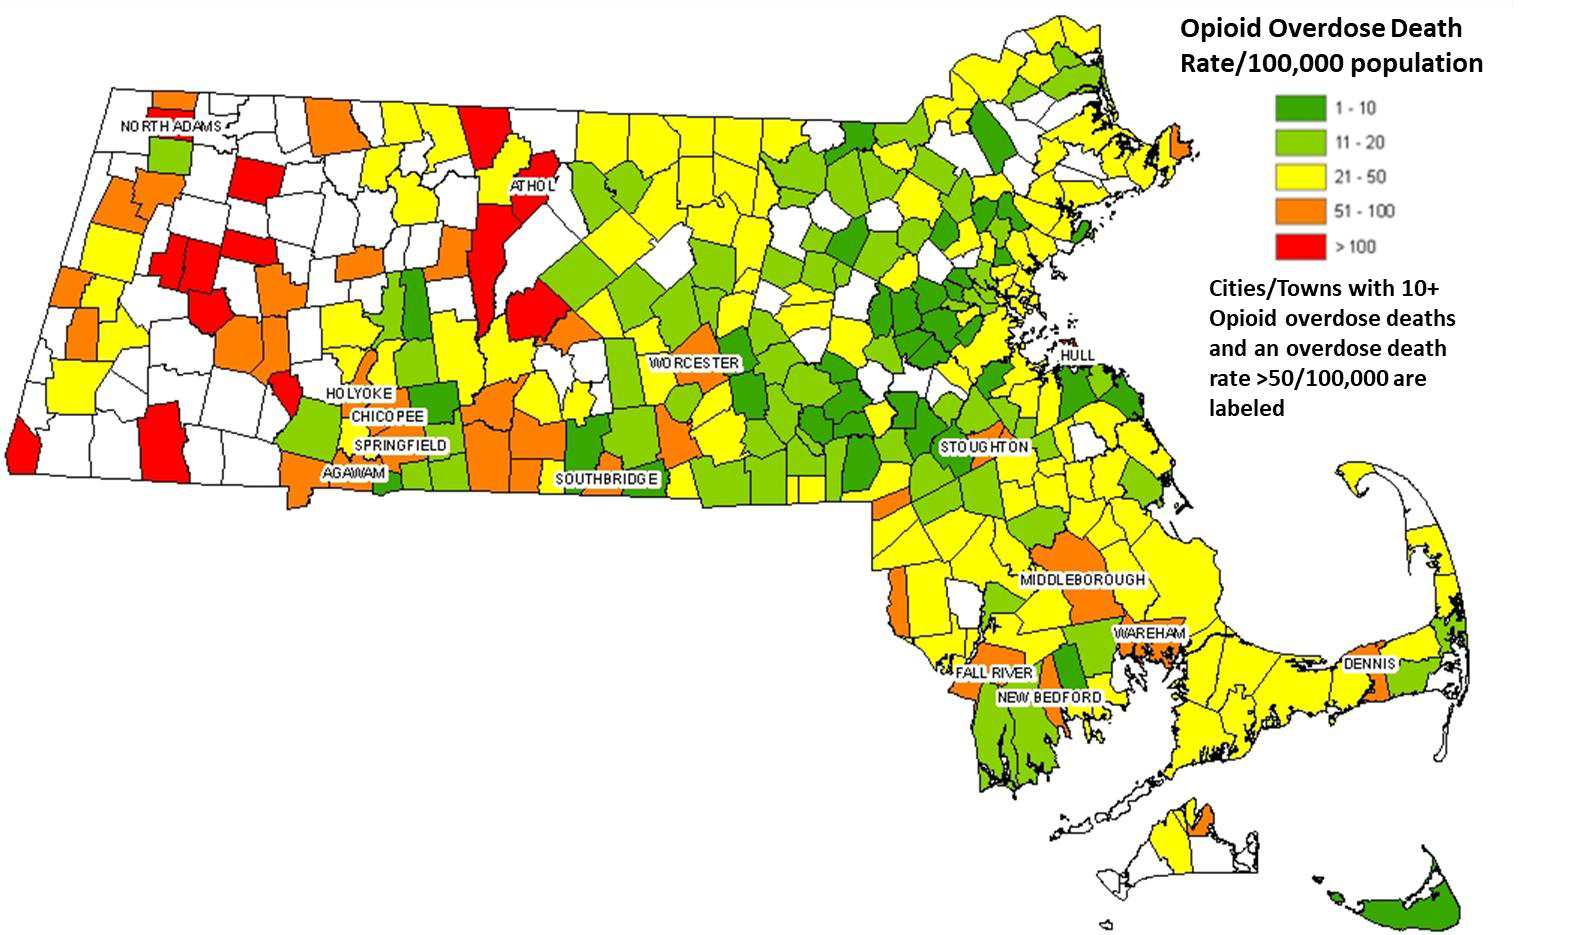 Opioid Overdose Death
Rate/100,000 population
1 - 10
11 - 20
21 - 50
51 - 100
> 100
Cities/Towns with 10+
Opioid overdose deaths
and an overdose death
rate >50/100,000 are
labeled
NORTH ADAMS
ATHOL
HULL
WORCESTER
HOLYOKE
CHICOPEE
SPRINGFIELD
STOUGHTON
AGAWAM
SOUTHBRIDGE
MIDDLEBOROUGH
WAREHAM
DENNIS
FALL RIVER
NEW BEDFORD